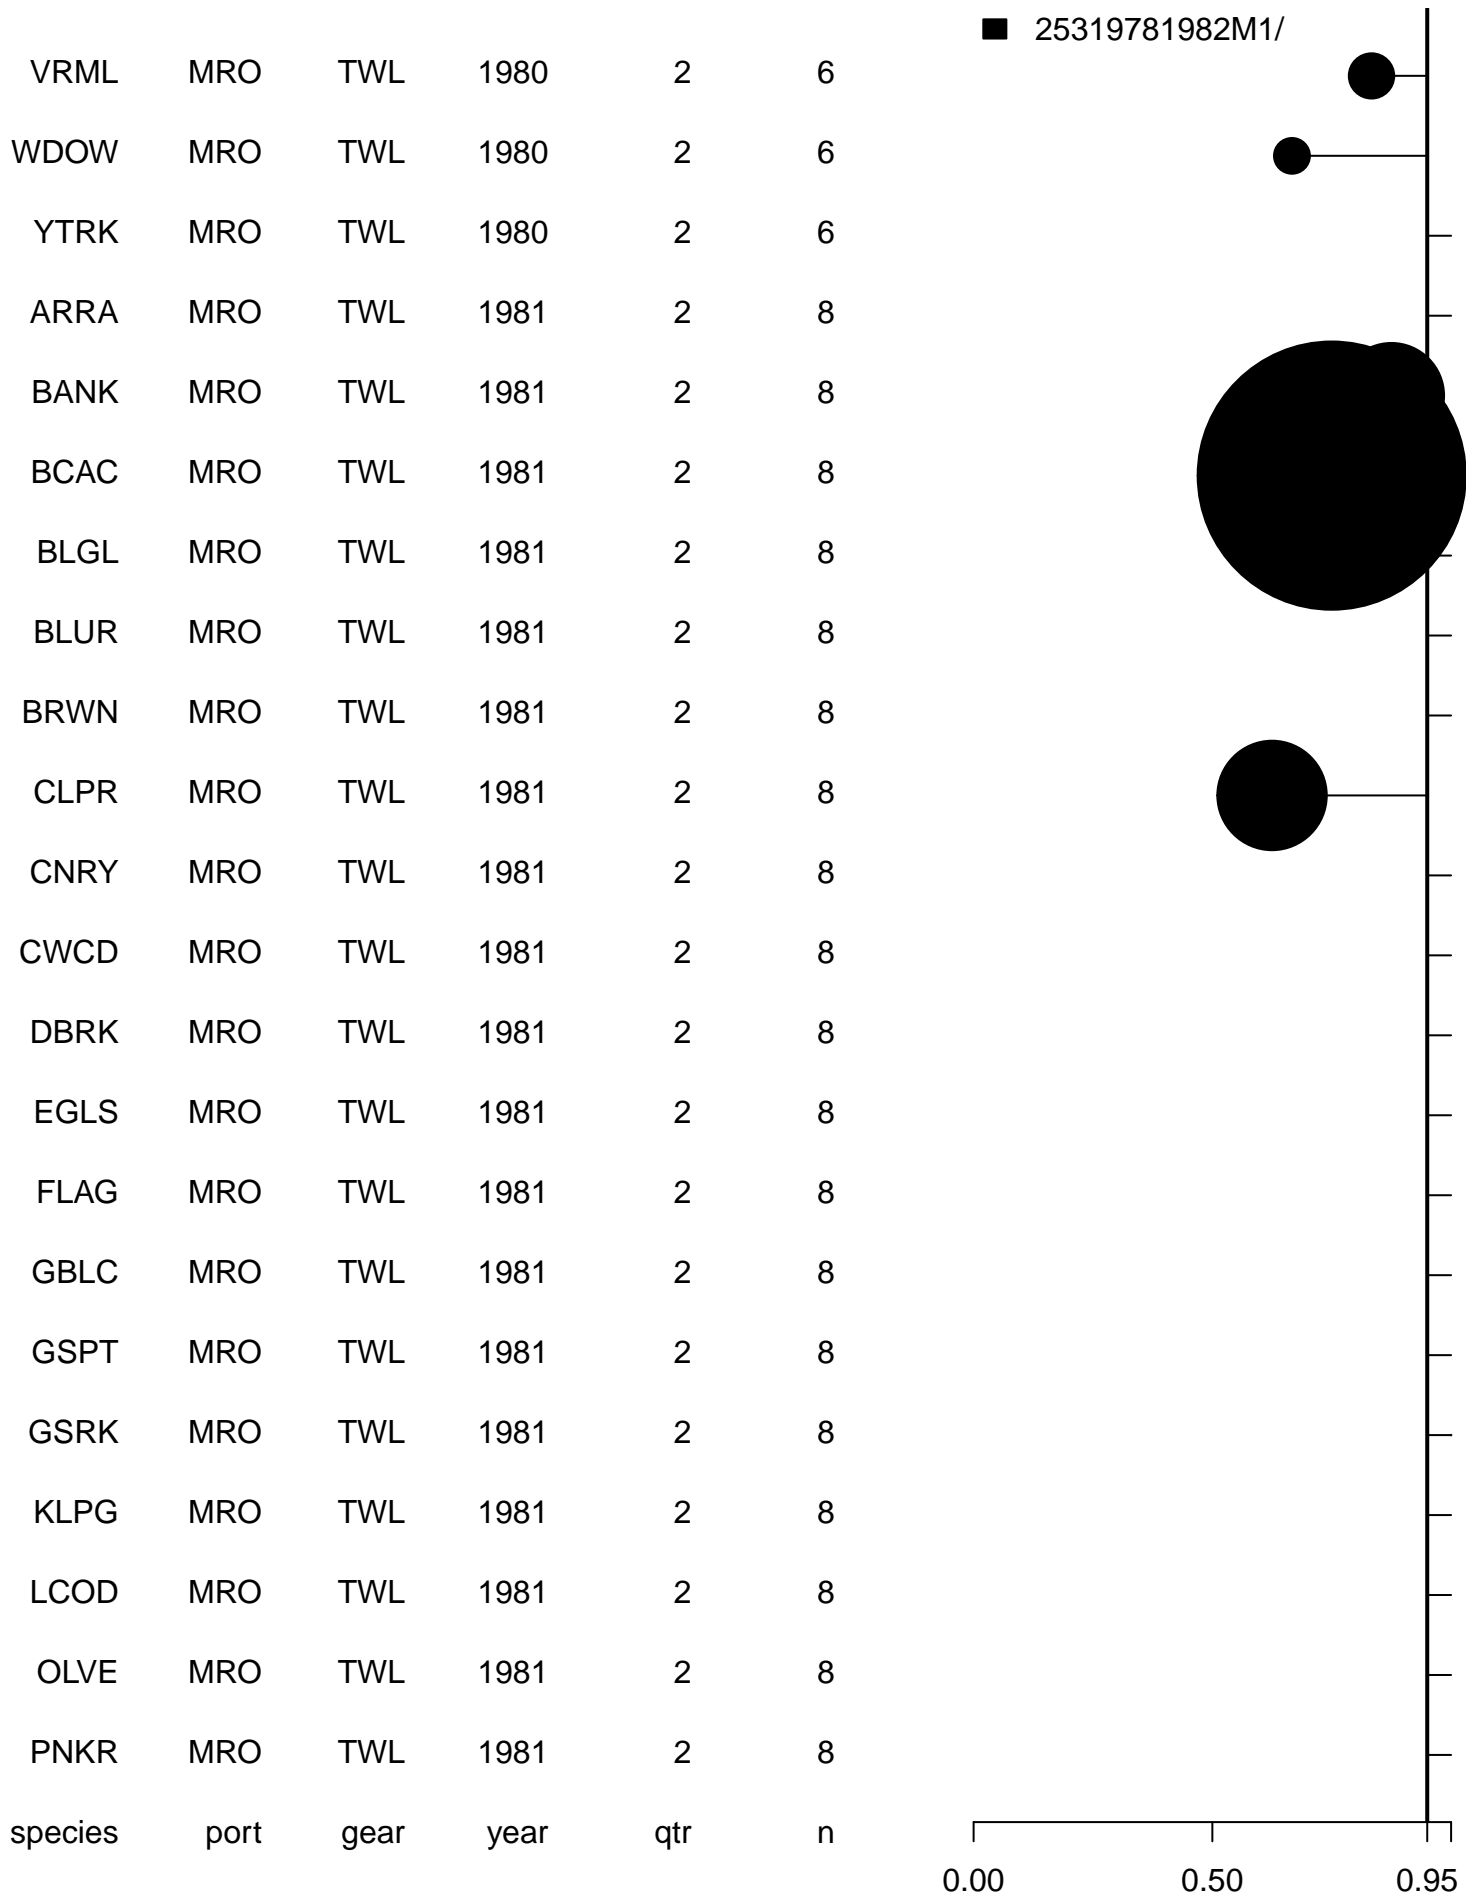 25319781982M1/
VRML MRO TWL 1980 2 6
WDOW MRO TWL 1980 2 6
YTRK MRO TWL 1980 2 6
ARRA MRO TWL 1981 2 8
BANK MRO TWL 1981 2 8
BCAC MRO TWL 1981 2 8
BLGL MRO TWL 1981 2 8
BLUR MRO TWL 1981 2 8
BRWN MRO TWL 1981 2 8
CLPR MRO TWL 1981 2 8
CNRY MRO TWL 1981 2 8
CWCD MRO TWL 1981 2 8
DBRK MRO TWL 1981 2 8
EGLS MRO TWL 1981 2 8
FLAG MRO TWL 1981 2 8
GBLC MRO TWL 1981 2 8
GSPT MRO TWL 1981 2 8
GSRK MRO TWL 1981 2 8
KLPG MRO TWL 1981 2 8
LCOD MRO TWL 1981 2 8
OLVE MRO TWL 1981 2 8
PNKR MRO TWL 1981 2 8
species port gear year qtr n
0.00 0.50 0.95